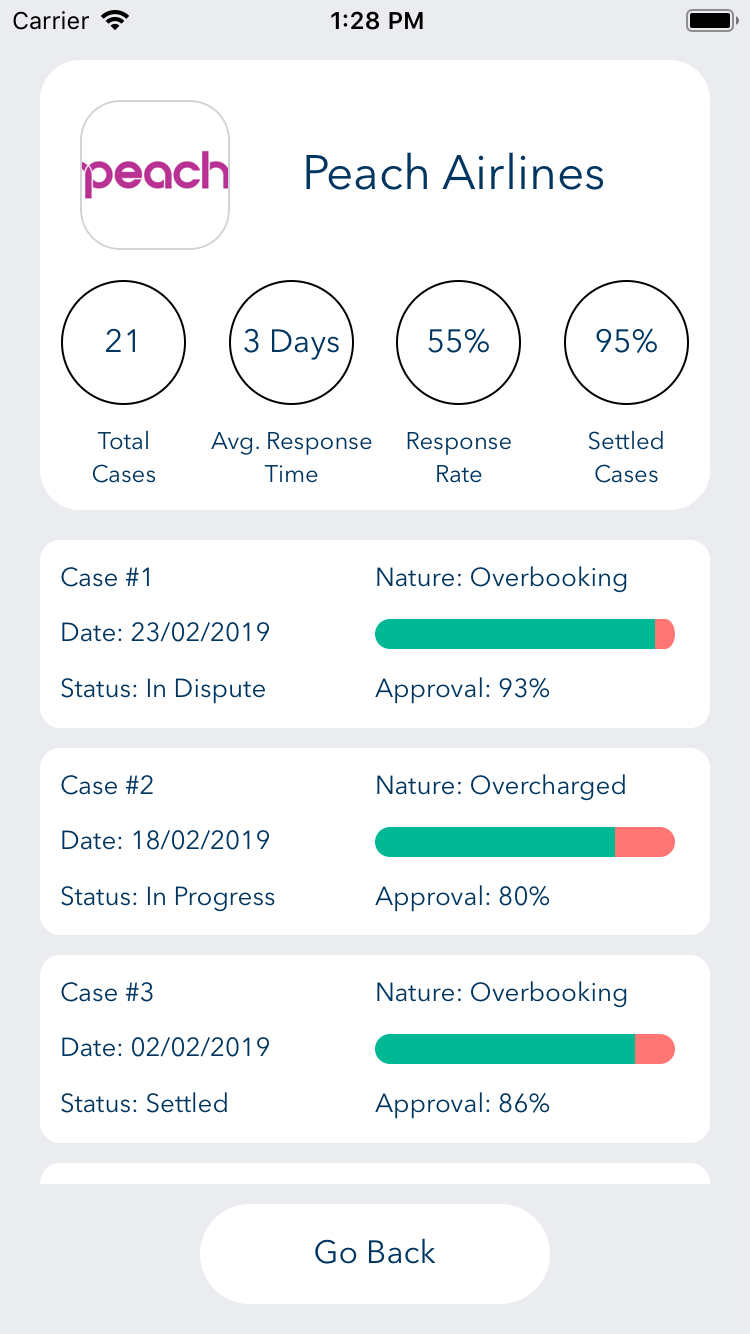 Carrier 1:28 PM
peach
Peach Airlines
21 3 Days 55% 95%
Total Avg. Response Response Settled
Cases Time Rate Cases
Case #1 Nature: Overbooking
Date: 23/02/2019
Status: In Dispute Approval: 93%
Case #2 Nature: Overcharged
Date: 18/02/2019
Status: In Progress Approval: 80%
Case #3 Nature: Overbooking
Date: 02/02/2019
Status: Settled Approval: 86%
Go Back